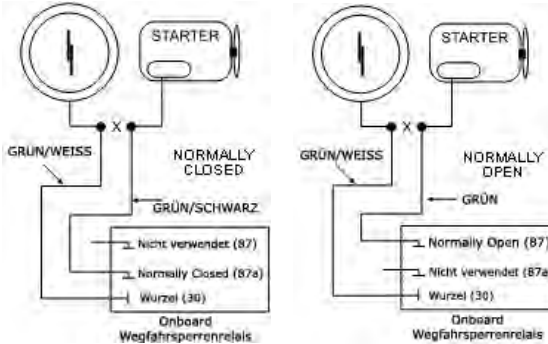 STARTER
X
GRÜN/WEISS
NORMALLY
CLOSED
GRÜN/SCHWARZ
Nicht verwendet (87)
Normally Closed (87a)
Wurzel (30)
Onboard
Wegfahrsperrenrelais
STARTER
X
GRÜN/WEISS
NORMALLY
OPEN
GRÜN
Normally Open (87)
Nicht verwendet (87a
Wurzel (30)
Onboard
Wegfahrsperrenrelais